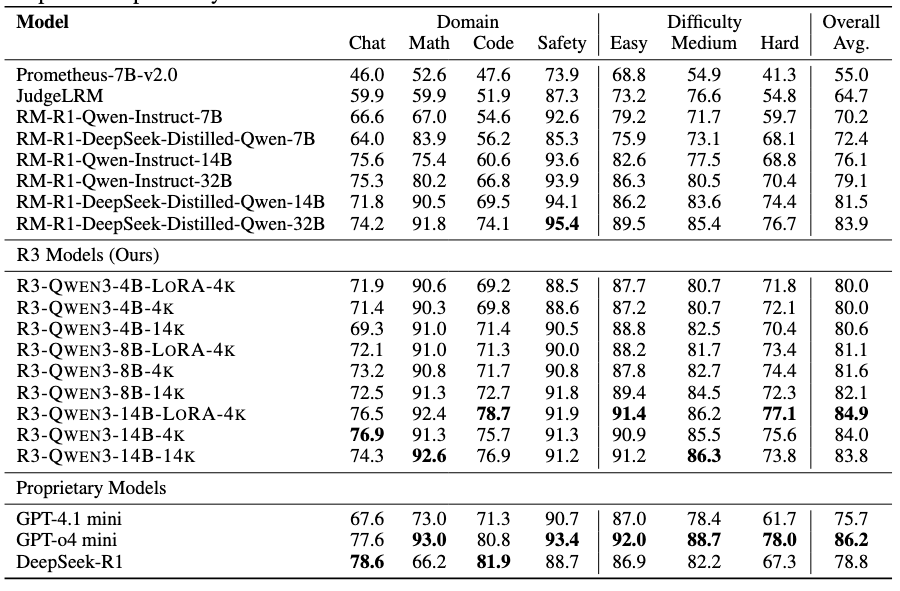 Model Domain Difficulty Overall
Chat Math Code Safety Easy Medium Hard Avg.
Prometheus-7B-v2.0 46.0 52.6 47.6 73.9 68.8 54.9 41.3 55.0
JudgeLRM 59.9 59.9 51.9 87.3 73.2 76.6 54.8 64.7
RM-R1-Qwen-Instruct-7B 66.6 67.0 54.6 92.6 79.2 71.7 59.7 70.2
RM-R1-DeepSeek-Distilled-Qwen-7B 64.0 83.9 56.2 85.3 75.9 73.1 68.1 72.4
RM-R1-Qwen-Instruct-14B 75.6 75.4 60.6 93.6 82.6 77.5 68.8 76.1
RM-R1-Qwen-Instruct-32B 75.3 80.2 66.8 93.9 86.3 80.5 70.4 79.1
RM-R1-DeepSeek-Distilled-Qwen-14B 71.8 90.5 69.5 94.1 86.2 83.6 74.4 81.5
RM-R1-DeepSeek-Distilled-Qwen-32B 74.2 91.8 74.1 95.4 89.5 85.4 76.7 83.9
R3 Models (Ours)
R3-QWEN3-4B-LORA-4K 71.9 90.6 69.2 88.5 87.7 80.7 71.8 80.0
R3-QWEN3-4B-4K 71.4 90.3 69.8 88.6 87.2 80.7 72.1 80.0
R3-QWEN3-4B-14K 69.3 91.0 71.4 90.5 88.8 82.5 70.4 80.6
R3-QWEN3-8B-LORA-4K 72.1 91.0 71.3 90.0 88.2 81.7 73.4 81.1
R3-QWEN3-8B-4K 73.2 90.8 71.7 90.8 87.8 82.7 74.4 81.6
R3-QWEN3-8B-14K 72.5 91.3 72.7 91.8 89.4 84.5 72.3 82.1
R3-QWEN3-14B-LORA-4K 76.5 92.4 78.7 91.9 91.4 86.2 77.1 84.9
R3-QWEN3-14B-4K 76.9 91.3 75.7 91.3 90.9 85.5 75.6 84.0
R3-QWEN3-14B-14K 74.3 92.6 76.9 91.2 91.2 86.3 73.8 83.8
Proprietary Models
GPT-4.1 mini 67.6 73.0 71.3 90.7 87.0 78.4 61.7 75.7
GPT-o4 mini 77.6 93.0 80.8 93.4 92.0 88.7 78.0 86.2
DeepSeek-R1 78.6 66.2 81.9 88.7 86.9 82.2 67.3 78.8